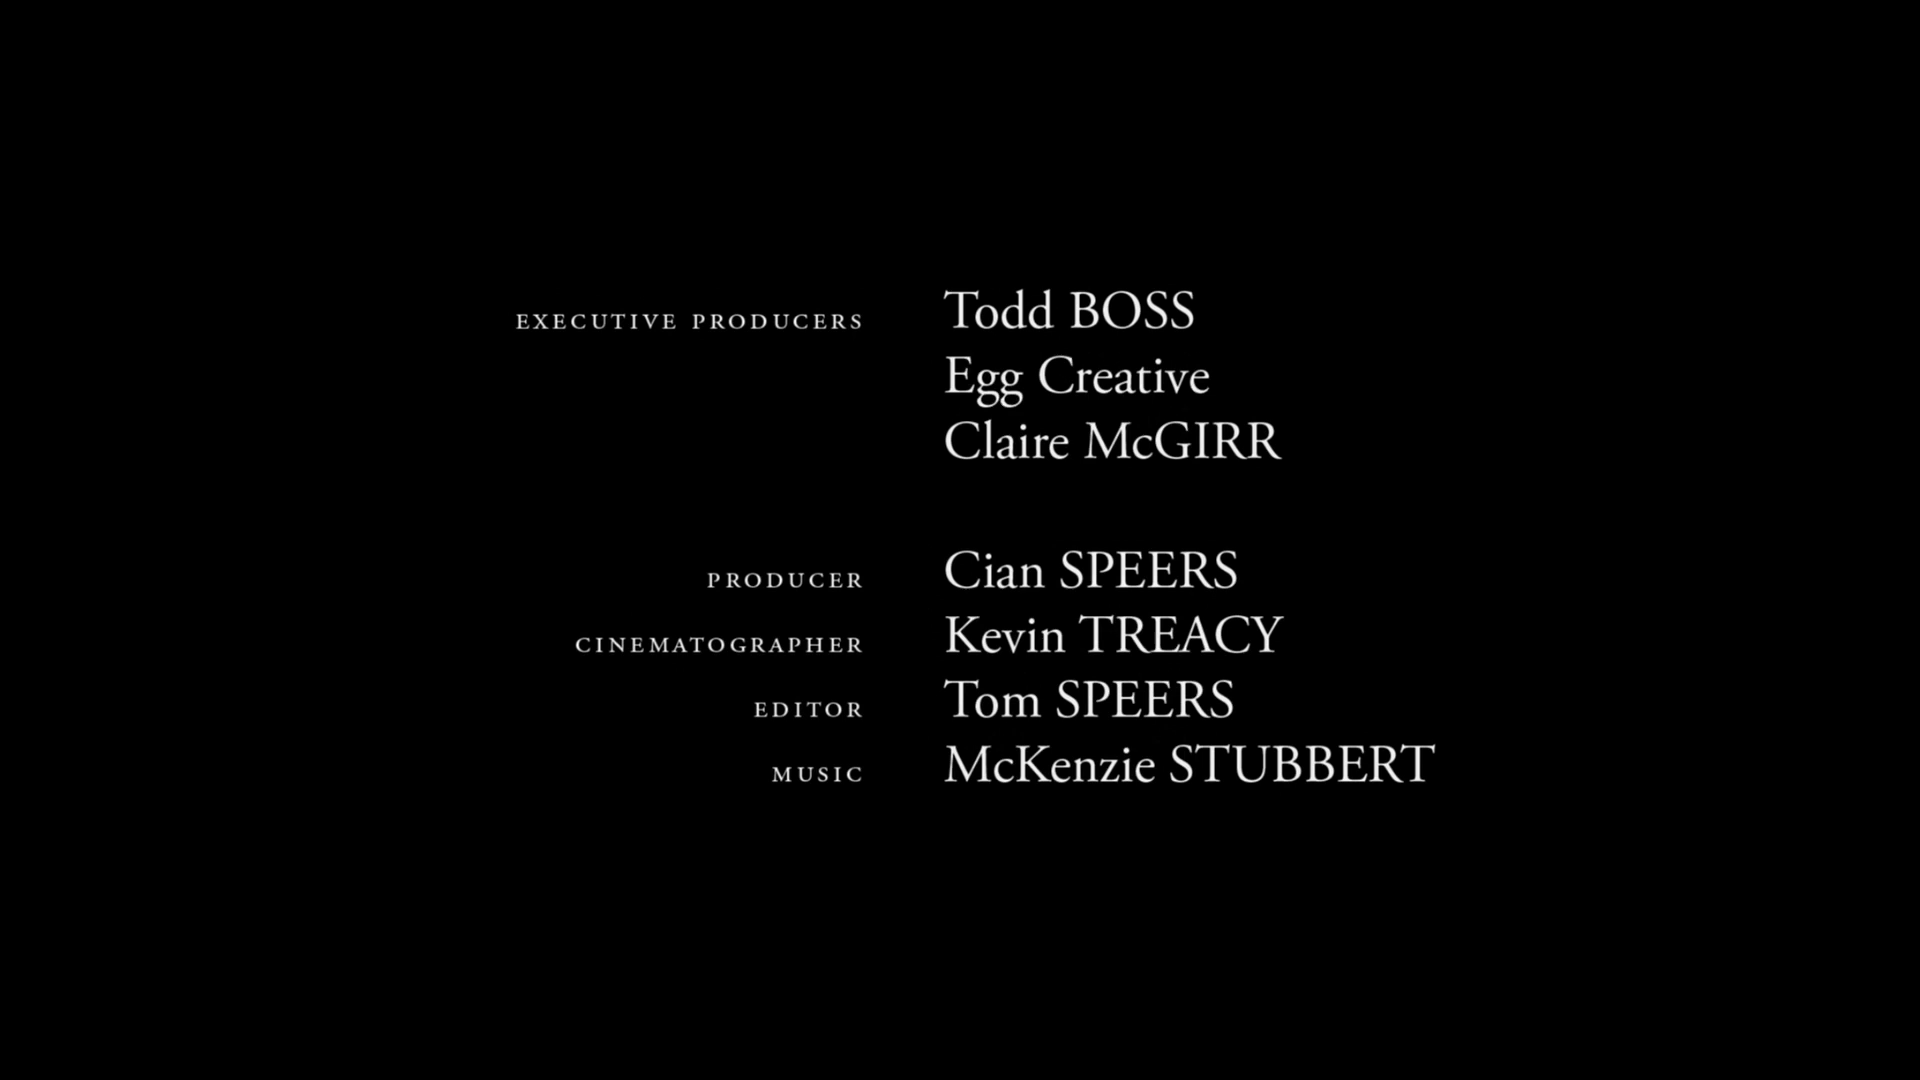 EXECUTIVE PRODUCERS Todd BOSS
Egg Creative
Claire McGIRR
PRODUCER Cian SPEERS
CINEMATOGRAPHER Kevin TREACY
EDITOR Tom SPEERS
MUSIC McKenzie STUBBERT